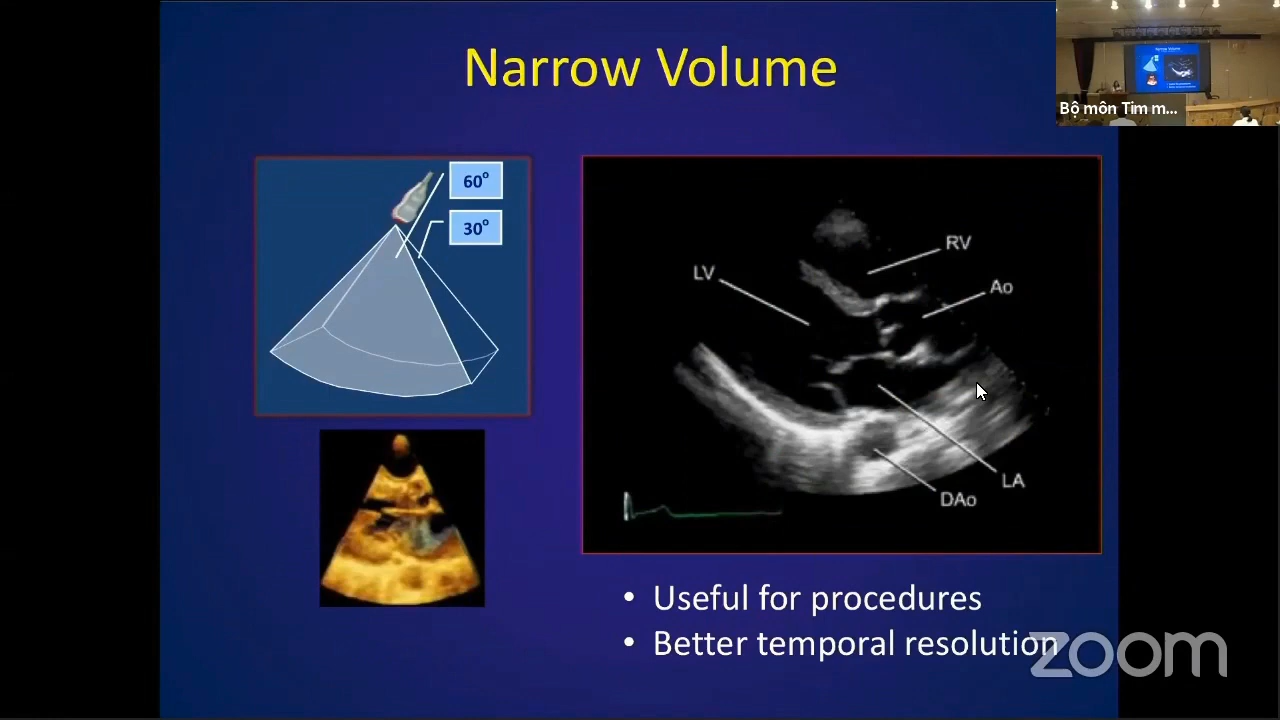 Narrow Volume
Bộ môn Tim m...
60°
30°
RV
LV
Ao
LA
DAo
• Useful for procedures
• Better temporal resolution
zoom